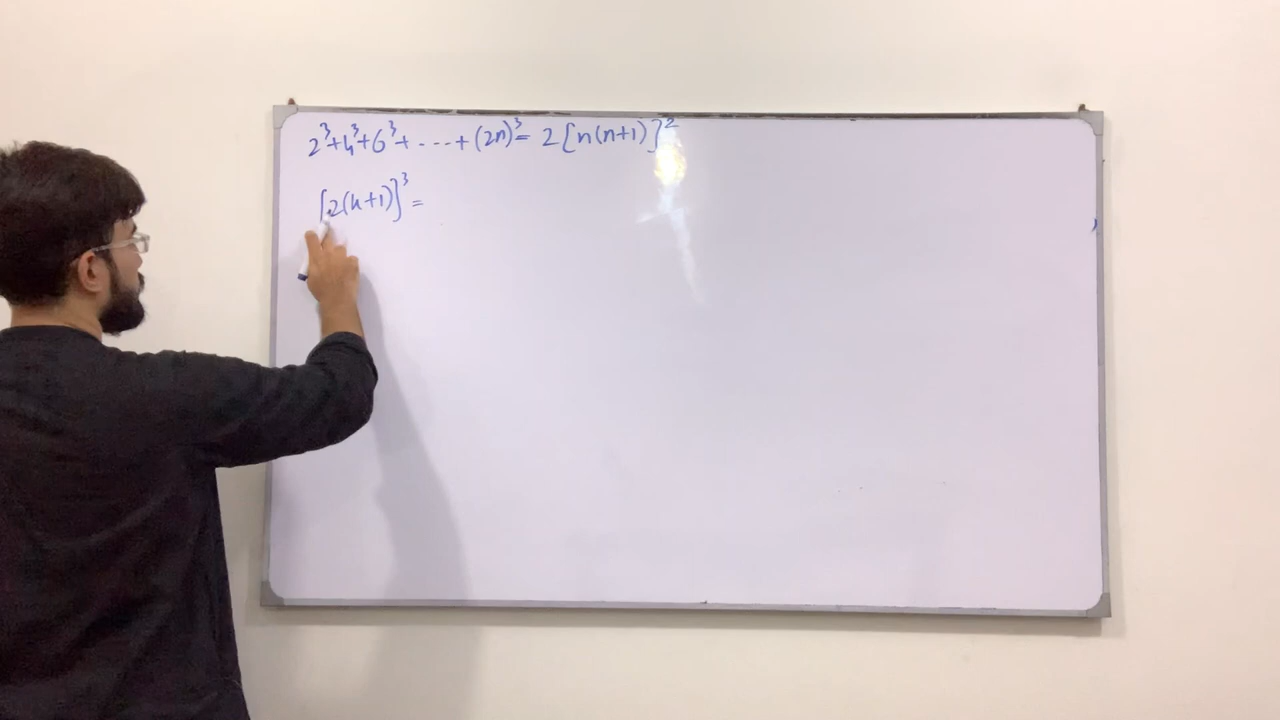 2³+4³+6³+ ---+(2n)³= 2[n(n+1)]²
[2(k+1)]³ =